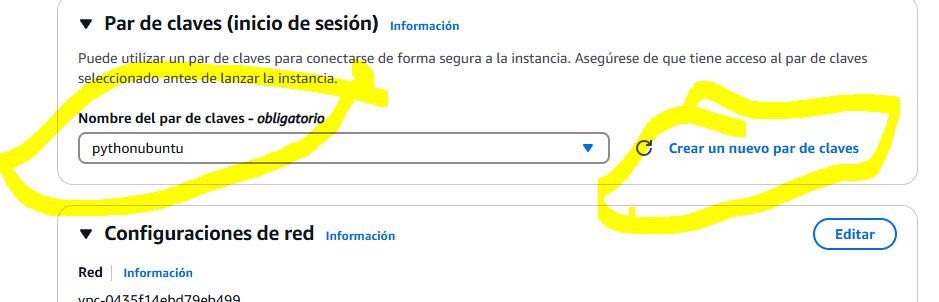 Par de claves (inicio de sesión) Información
Puede utilizar un par de claves para conectarse de forma segura a la instancia. Asegúrese de que tiene acceso al par de claves
seleccionado antes de lanzar la instancia.
Nombre del par de claves - obligatorio
pythonubuntu
Crear un nuevo par de claves
Configuraciones de red Información
Editar
Red Información
vpc-0435f14ebd79eb499